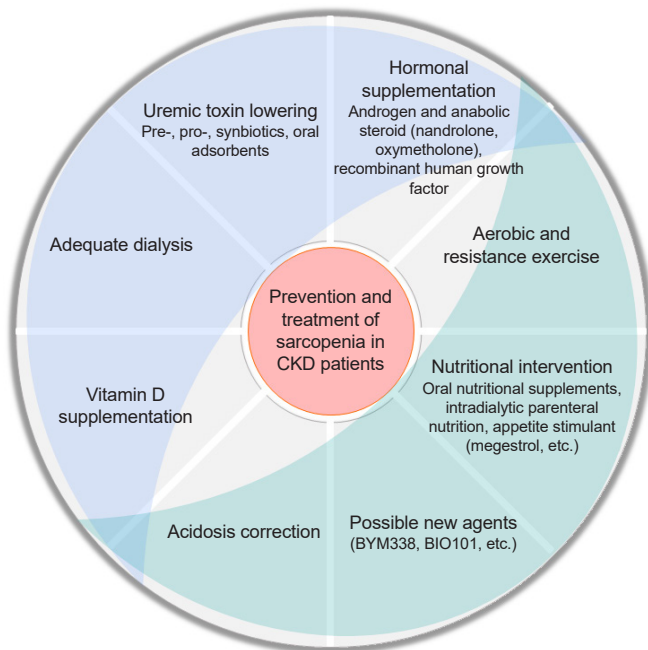 Hormonal
supplementation
Androgen and anabolic
steroid (nandrolone,
oxymetholone),
recombinant human growth
factor
Aerobic and
resistance exercise
Nutritional intervention
Oral nutritional supplements,
intradialytic parenteral
nutrition, appetite stimulant
(megestrol, etc.)
Possible new agents
(BYM338, BIO101, etc.)
Acidosis correction
Vitamin D
supplementation
Adequate dialysis
Uremic toxin lowering
Pre-, pro-, synbiotics, oral
adsorbents
Prevention and
treatment of
sarcopenia in
CKD patients